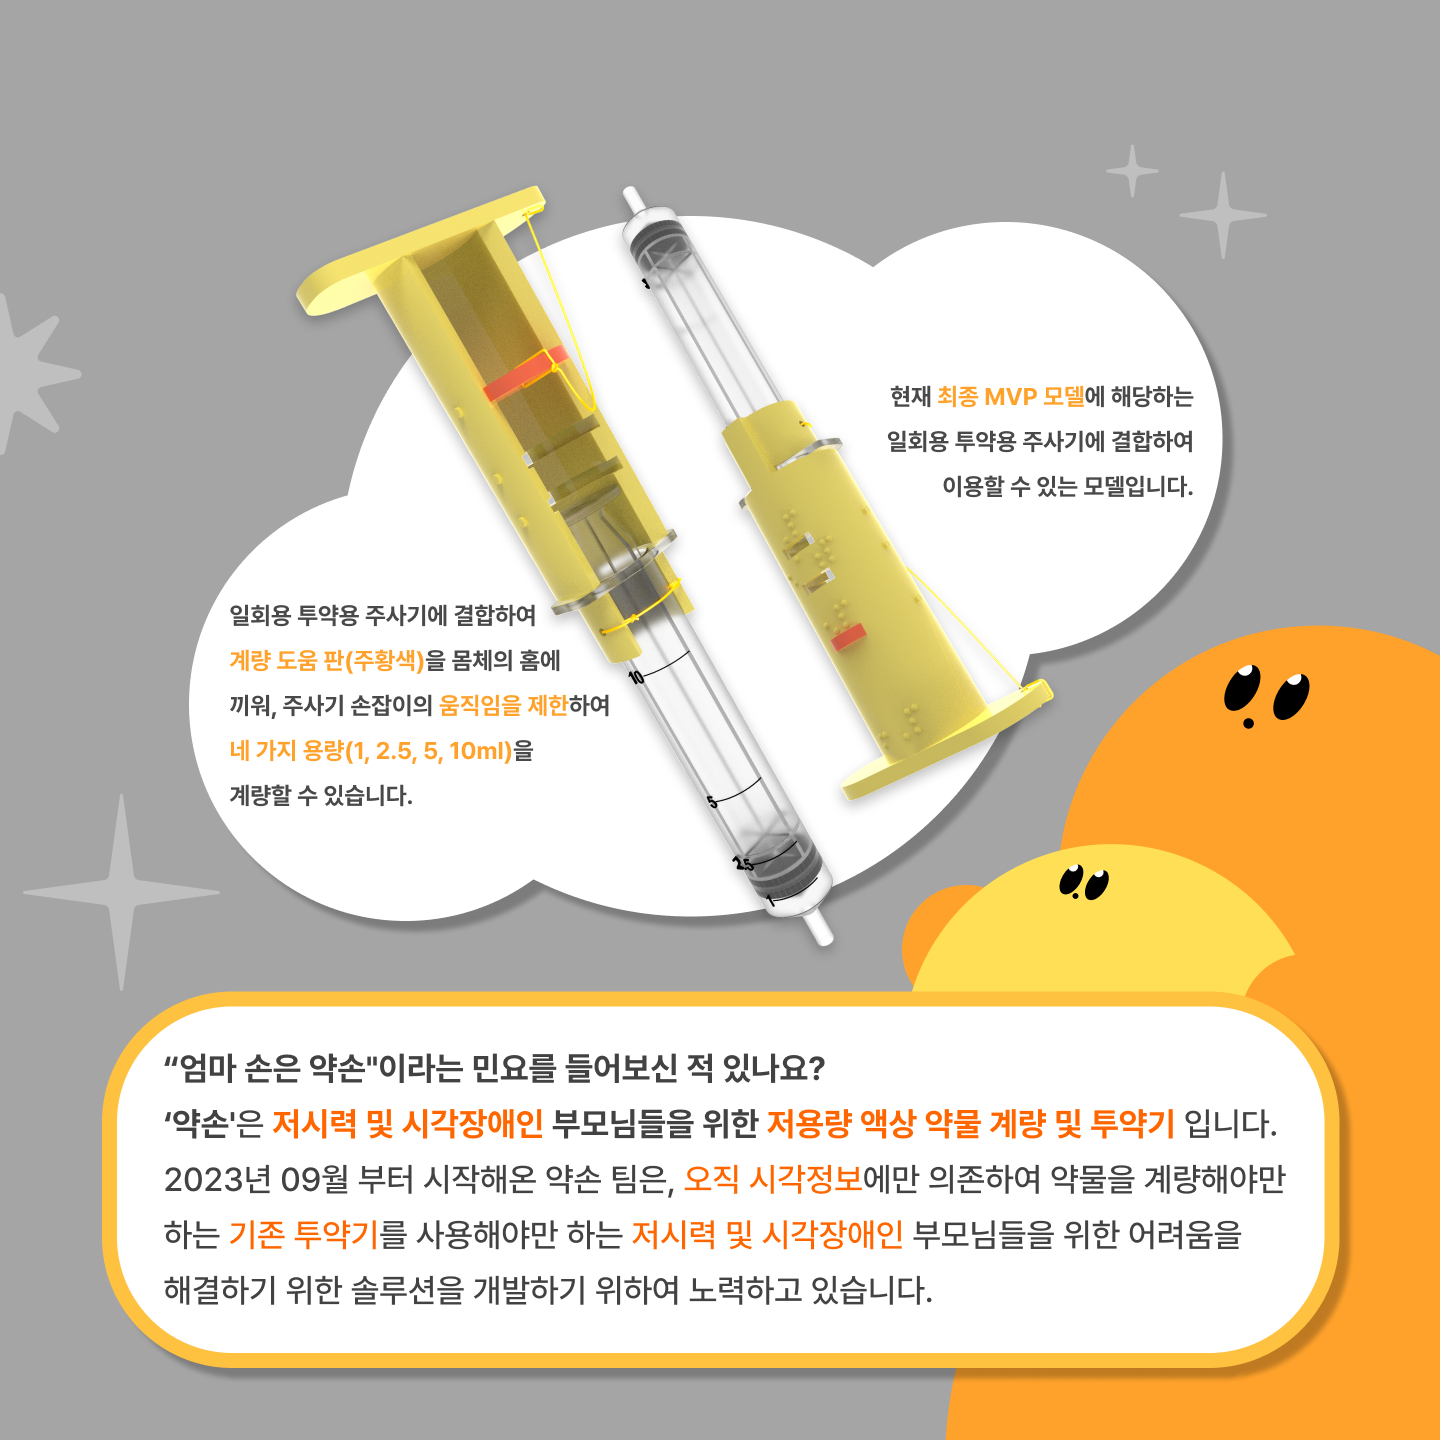 현재 최종 MVP 모델에 해당하는
일회용 투약용 주사기에 결합하여
이용할 수 있는 모델입니다.
일회용 투약용 주사기에 결합하여
계량 도움 판(주황색)을 몸체의 홈에
끼워, 주사기 손잡이의 움직임을 제한하여
네 가지 용량(1, 2.5, 5, 10ml)을
계량할 수 있습니다.
10
5
2.5
1
“엄마 손은 약손"이라는 민요를 들어보신 적 있나요?
‘약손'은 저시력 및 시각장애인 부모님들을 위한 저용량 액상 약물 계량 및 투약기 입니다.
2023년 09월 부터 시작해온 약손 팀은, 오직 시각정보에만 의존하여 약물을 계량해야만
하는 기존 투약기를 사용해야만 하는 저시력 및 시각장애인 부모님들을 위한 어려움을
해결하기 위한 솔루션을 개발하기 위하여 노력하고 있습니다.